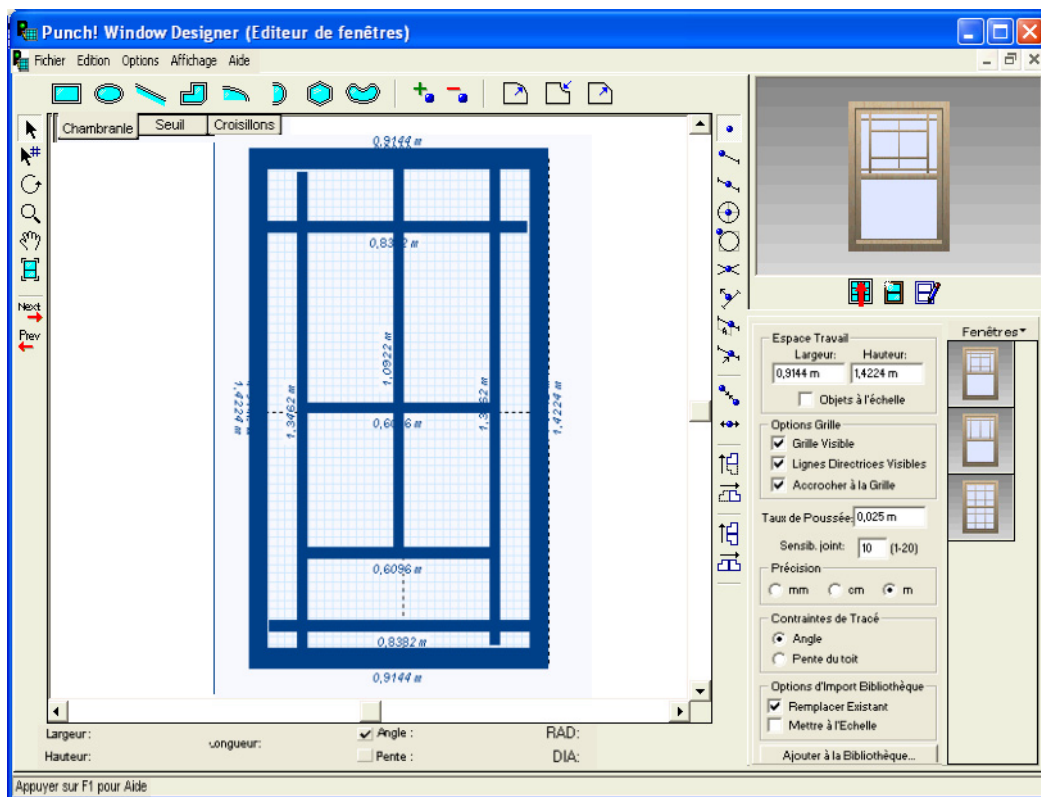 Punch! Window Designer (Editeur de fenêtres)
Fichier Edition Options Affichage Aide
Chambranle Seuil Croisillons
Next
Prev
0,9144 m
0,8382 m
1,0922 m
1,4224 m
1,3462 m
1,4224 m
0,6096 m
0,6096 m
0,8382 m
0,9144 m
Espace Travail
Largeur: Hauteur:
0,9144 m 1,4224 m
Objets à l'échelle
Options Grille
Grille Visible
Lignes Directrices Visibles
Accrocher à la Grille
Taux de Poussée: 0,025 m
Sensib. joint: 10 (1-20)
Précision
mm cm m
Contraintes de Tracé
Angle
Pente du toit
Options d'Import Bibliothèque
Remplacer Existant
Mettre à l'Echelle
Ajouter à la Bibliothèque...
Fenêtres
Largeur : Angle : RAD:
Hauteur: Longueur: Pente : DIA:
Appuyer sur F1 pour Aide